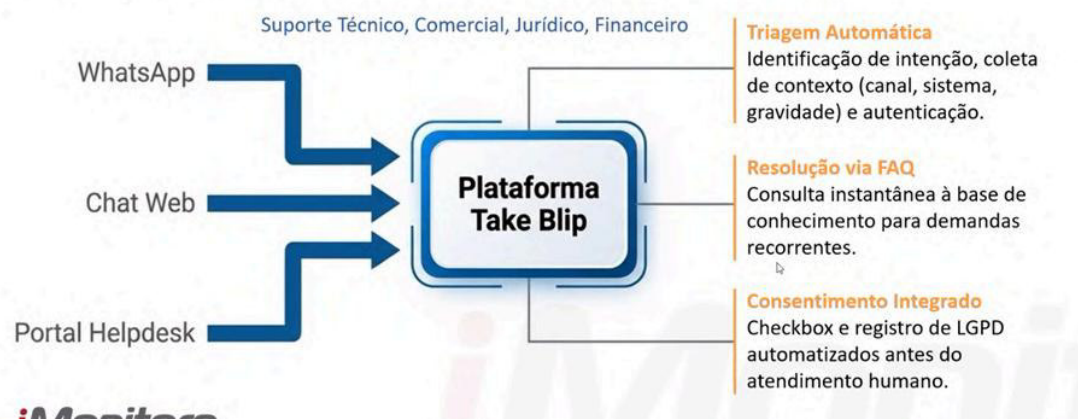 Suporte Técnico, Comercial, Jurídico, Financeiro
WhatsApp
Chat Web
Portal Helpdesk
Plataforma
Take Blip
Triagem Automática
Identificação de intenção, coleta
de contexto (canal, sistema,
gravidade) e autenticação.
Resolução via FAQ
Consulta instantânea à base de
conhecimento para demandas
recorrentes.
Consentimento Integrado
Checkbox e registro de LGPD
automatizados antes do
atendimento humano.